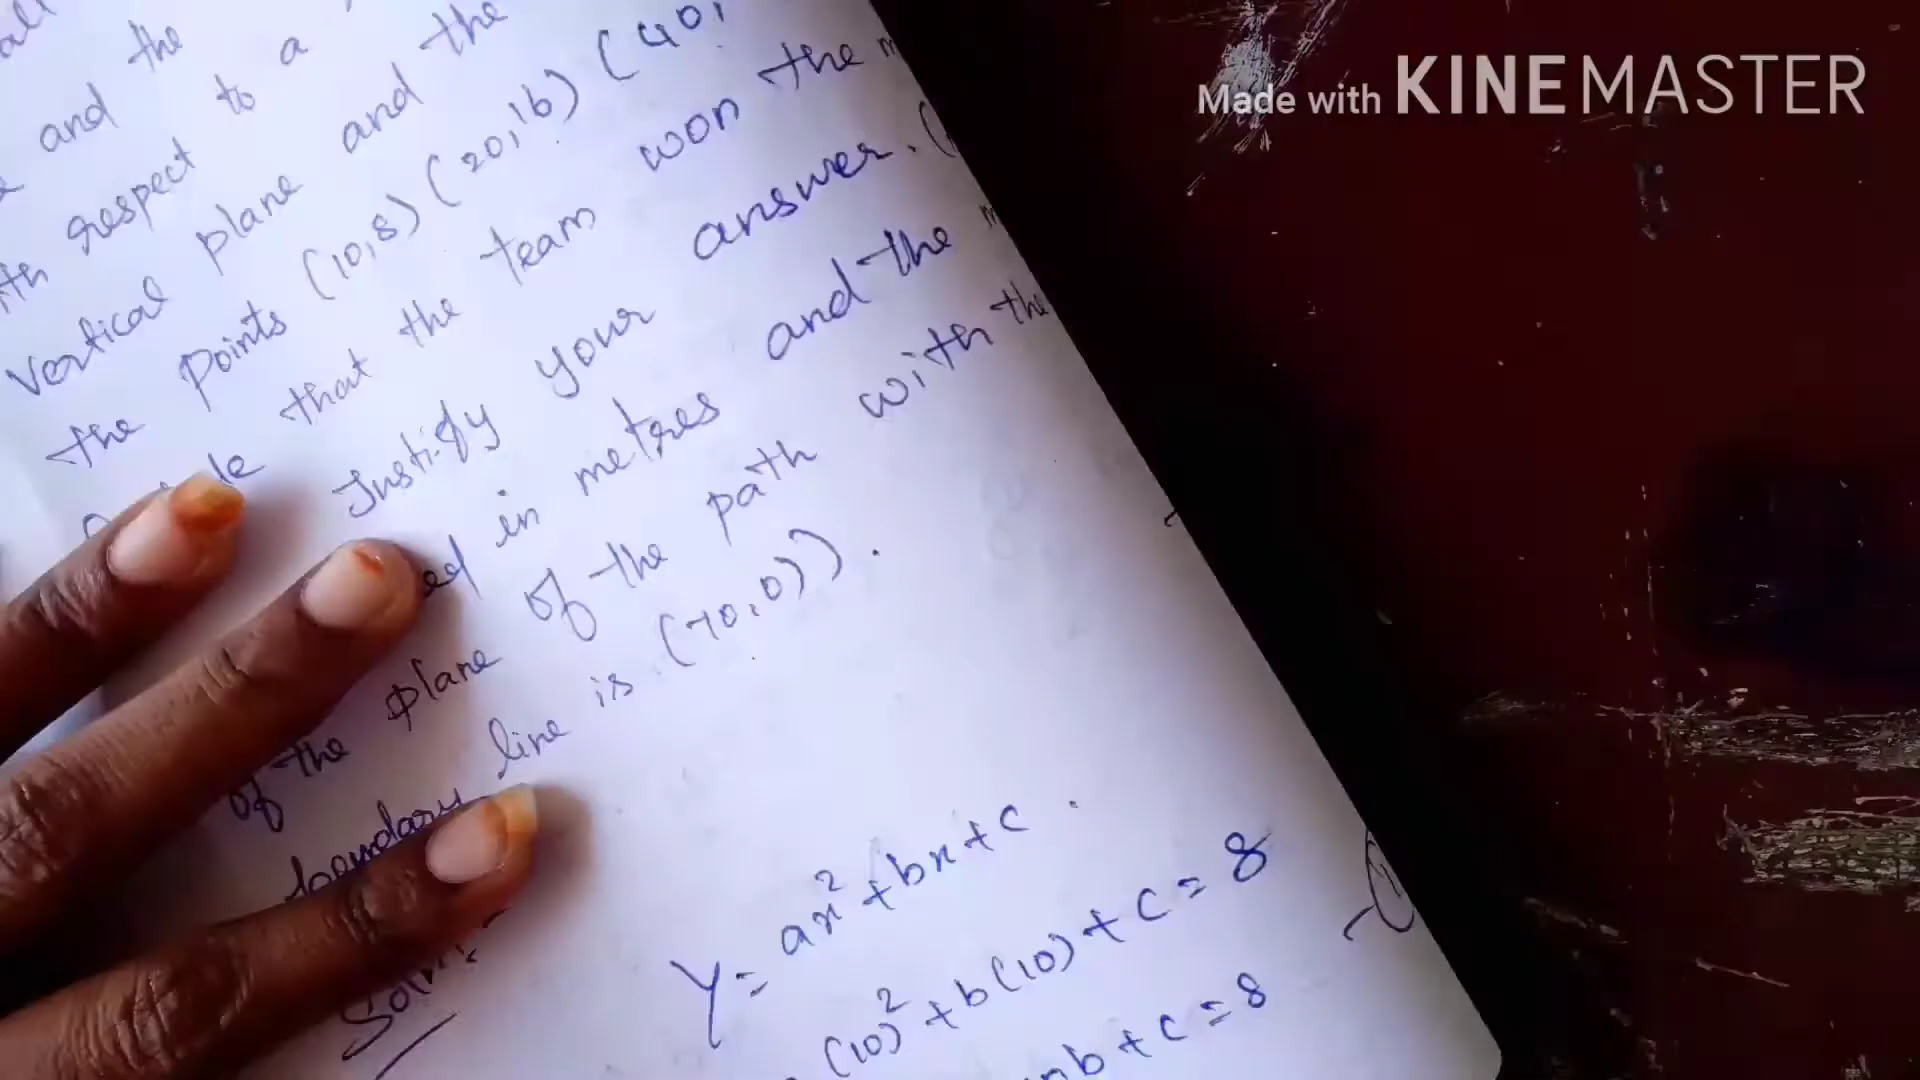 and the
with respect to a
vertical plane and the
the points (10,8) (20,16) (40,
that the team won the
Justify your answer.
in metres and the
of the plane of the path with the
boundary line is (70,0)).
Soln:-
Y = ax²+bx+c.
(10)²+b(10)+c=8
b+c=8
Made with KINEMASTER